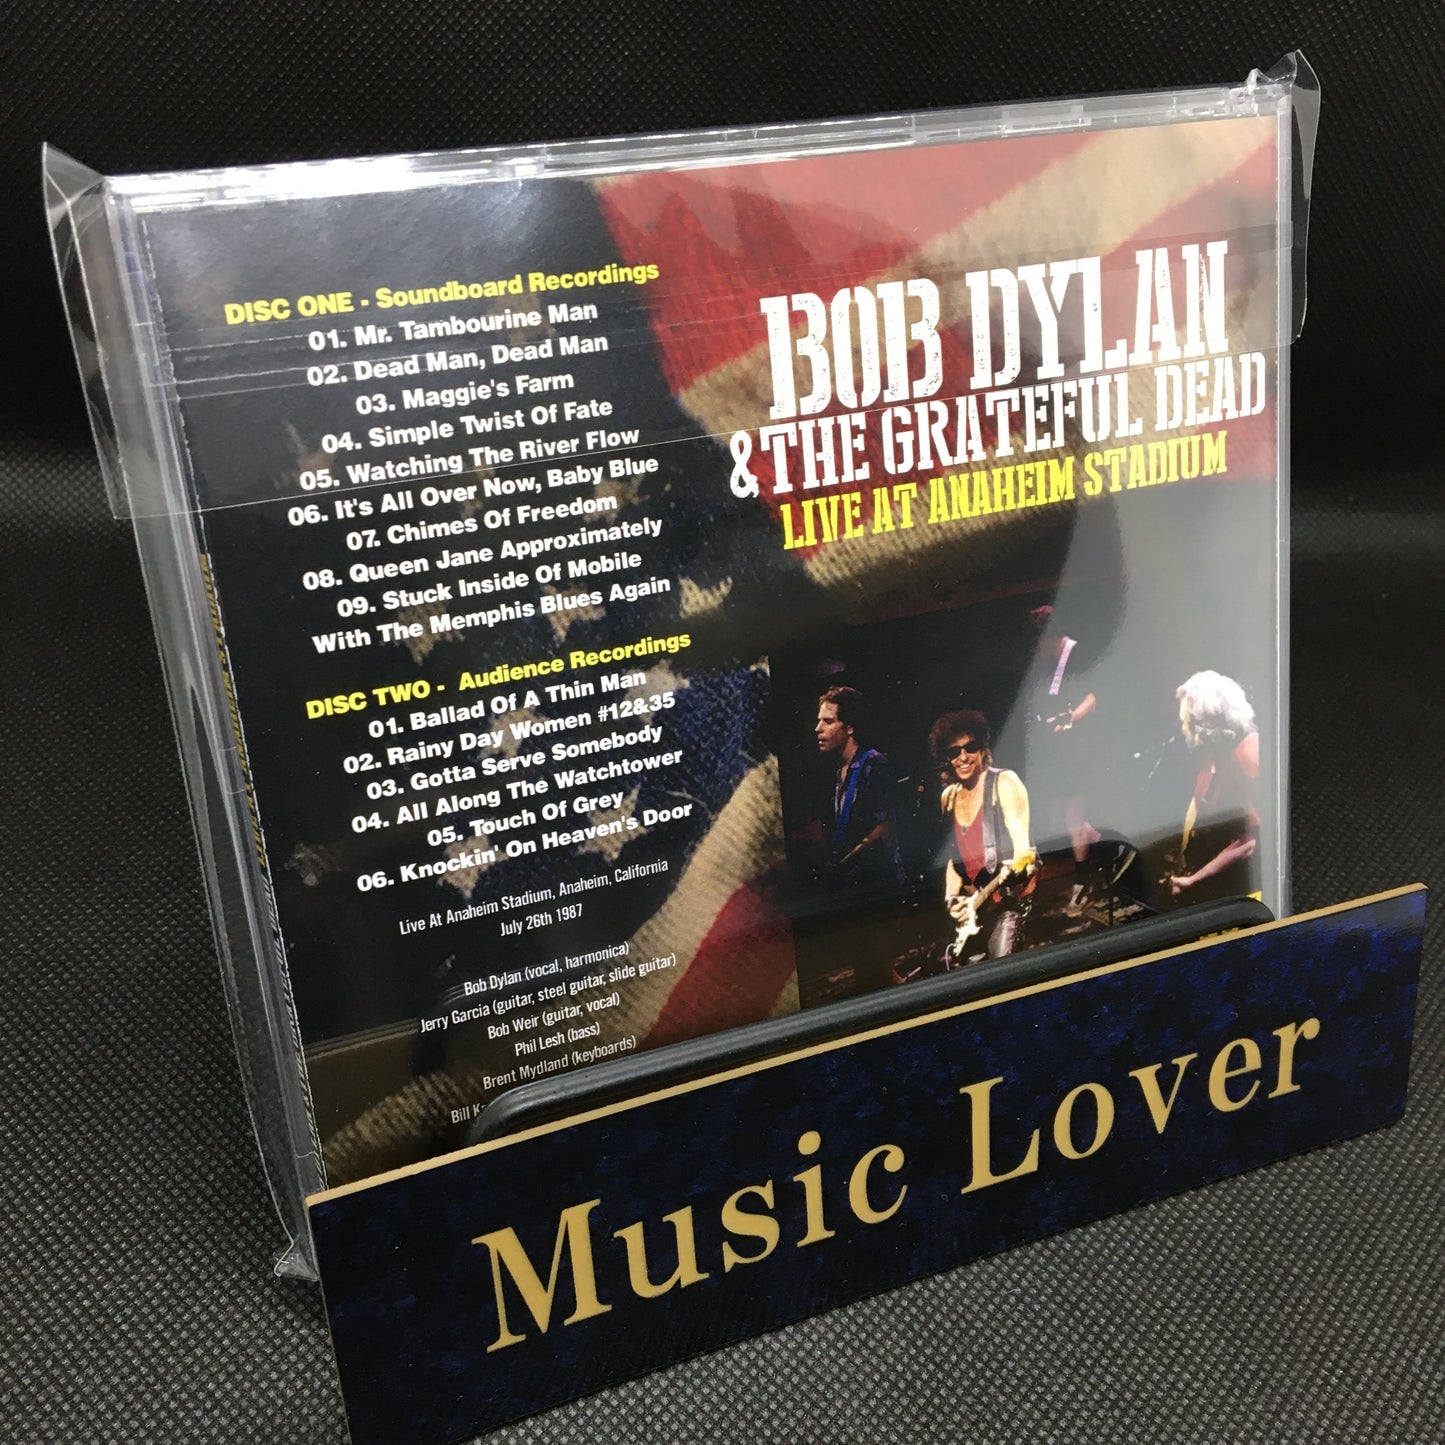 DISC ONE - Soundboard Recordings
01. Mr. Tambourine Man
02. Dead Man, Dead Man
03. Maggie's Farm
04. Simple Twist Of Fate
05. Watching The River Flow
06. It's All Over Now, Baby Blue
07. Chimes Of Freedom
08. Queen Jane Approximately
09. Stuck Inside Of Mobile
With The Memphis Blues Again
DISC TWO - Audience Recordings
01. Ballad Of A Thin Man
02. Rainy Day Women #12&35
03. Gotta Serve Somebody
04. All Along The Watchtower
05. Touch Of Grey
06. Knockin' On Heaven's Door
Live At Anaheim Stadium, Anaheim, California
July 26th 1987
Bob Dylan (vocal, harmonica)
Jerry Garcia (guitar, steel guitar, slide guitar)
Bob Weir (guitar, vocal)
Phil Lesh (bass)
Brent Mydland (keyboards)
Bill
BOB DYLAN
& THE GRATEFUL DEAD
LIVE AT ANAHEIM STADIUM
Music Lover